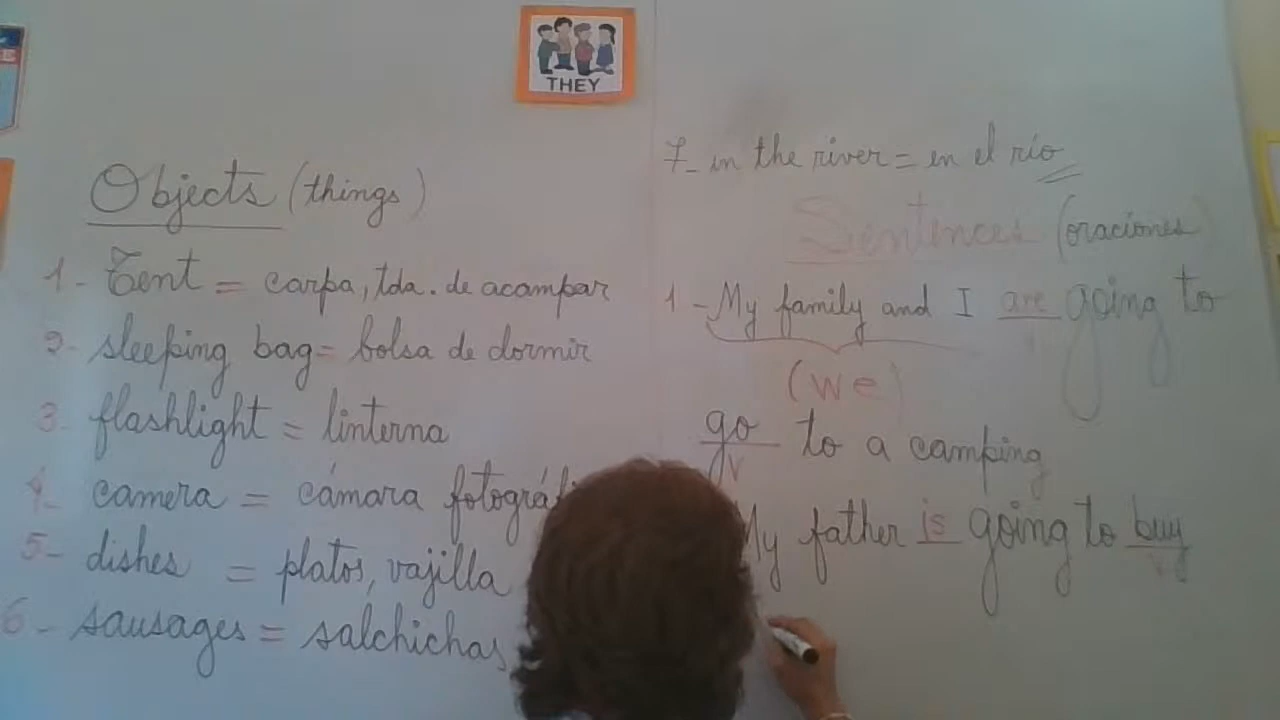 THEY
Objects (things)
1- Tent = carpa, tda. de acampar
2- sleeping bag = bolsa de dormir
3- flashlight = linterna
4- camera = cámara fotográfi
5- dishes = platos, vajilla
6- sausages = salchichas
7- in the river = en el río
Sentences (oraciones)
1- My family and I are going to
(we)
go to a camping
v
My father is going to buy